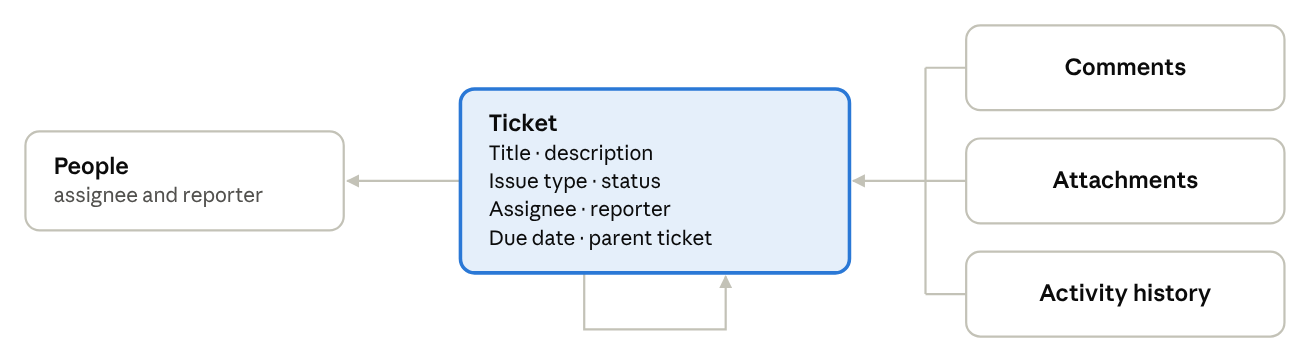 People
assignee and reporter
Ticket
Title · description
Issue type · status
Assignee · reporter
Due date · parent ticket
Comments
Attachments
Activity history